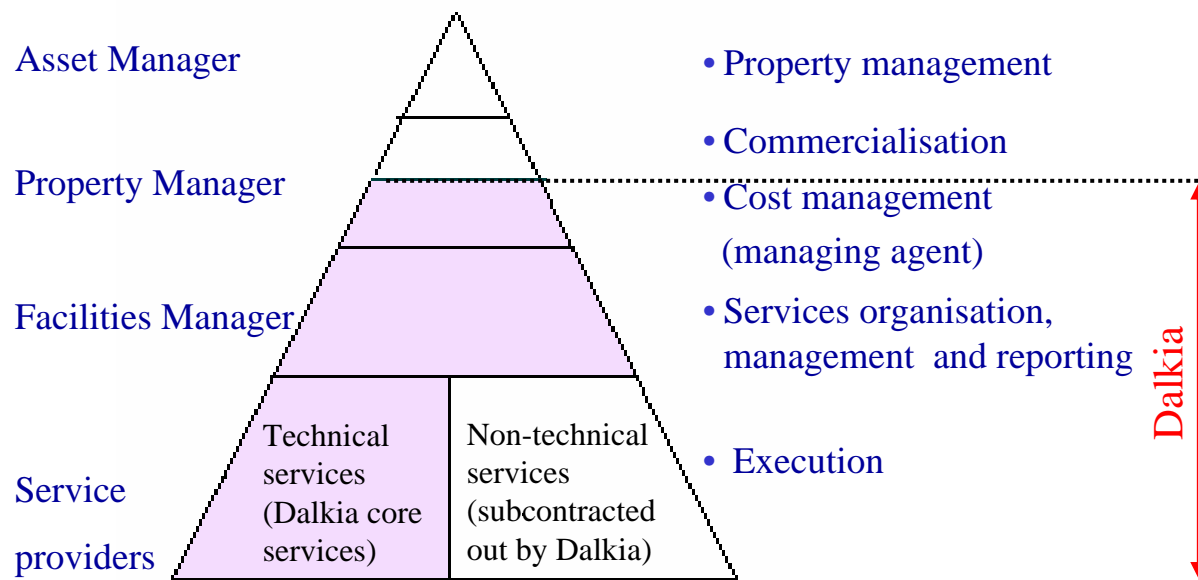 Asset Manager
Property Manager
Facilities Manager
Service
providers
Technical
services
(Dalkia core
services)
Non-technical
services
(subcontracted
out by Dalkia)
• Property management
• Commercialisation
• Cost management
(managing agent)
• Services organisation,
management and reporting
• Execution
Dalkia